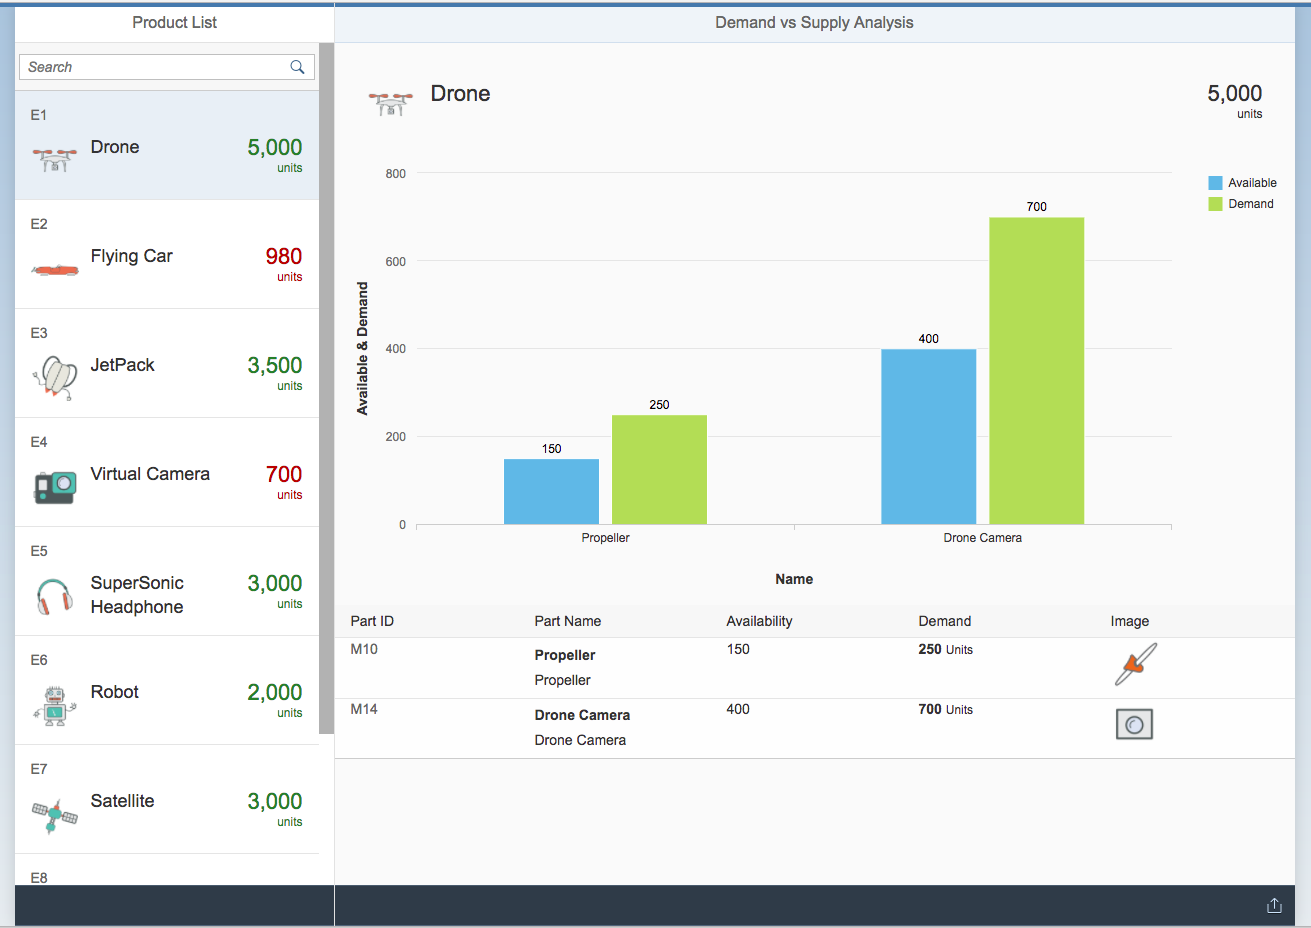 Product List
Search
E1
Drone
5,000
units
E2
Flying Car
980
units
E3
JetPack
3,500
units
E4
Virtual Camera
700
units
E5
SuperSonic
Headphone
3,000
units
E6
Robot
2,000
units
E7
Satellite
3,000
units
E8
Demand vs Supply Analysis
Drone
5,000
units
Available
Demand
Available & Demand
800
600
400
200
0
150
250
400
700
Propeller
Drone Camera
Name
Part ID Part Name Availability Demand Image
M10 Propeller 150 250 Units
Propeller
M14 Drone Camera 400 700 Units
Drone Camera